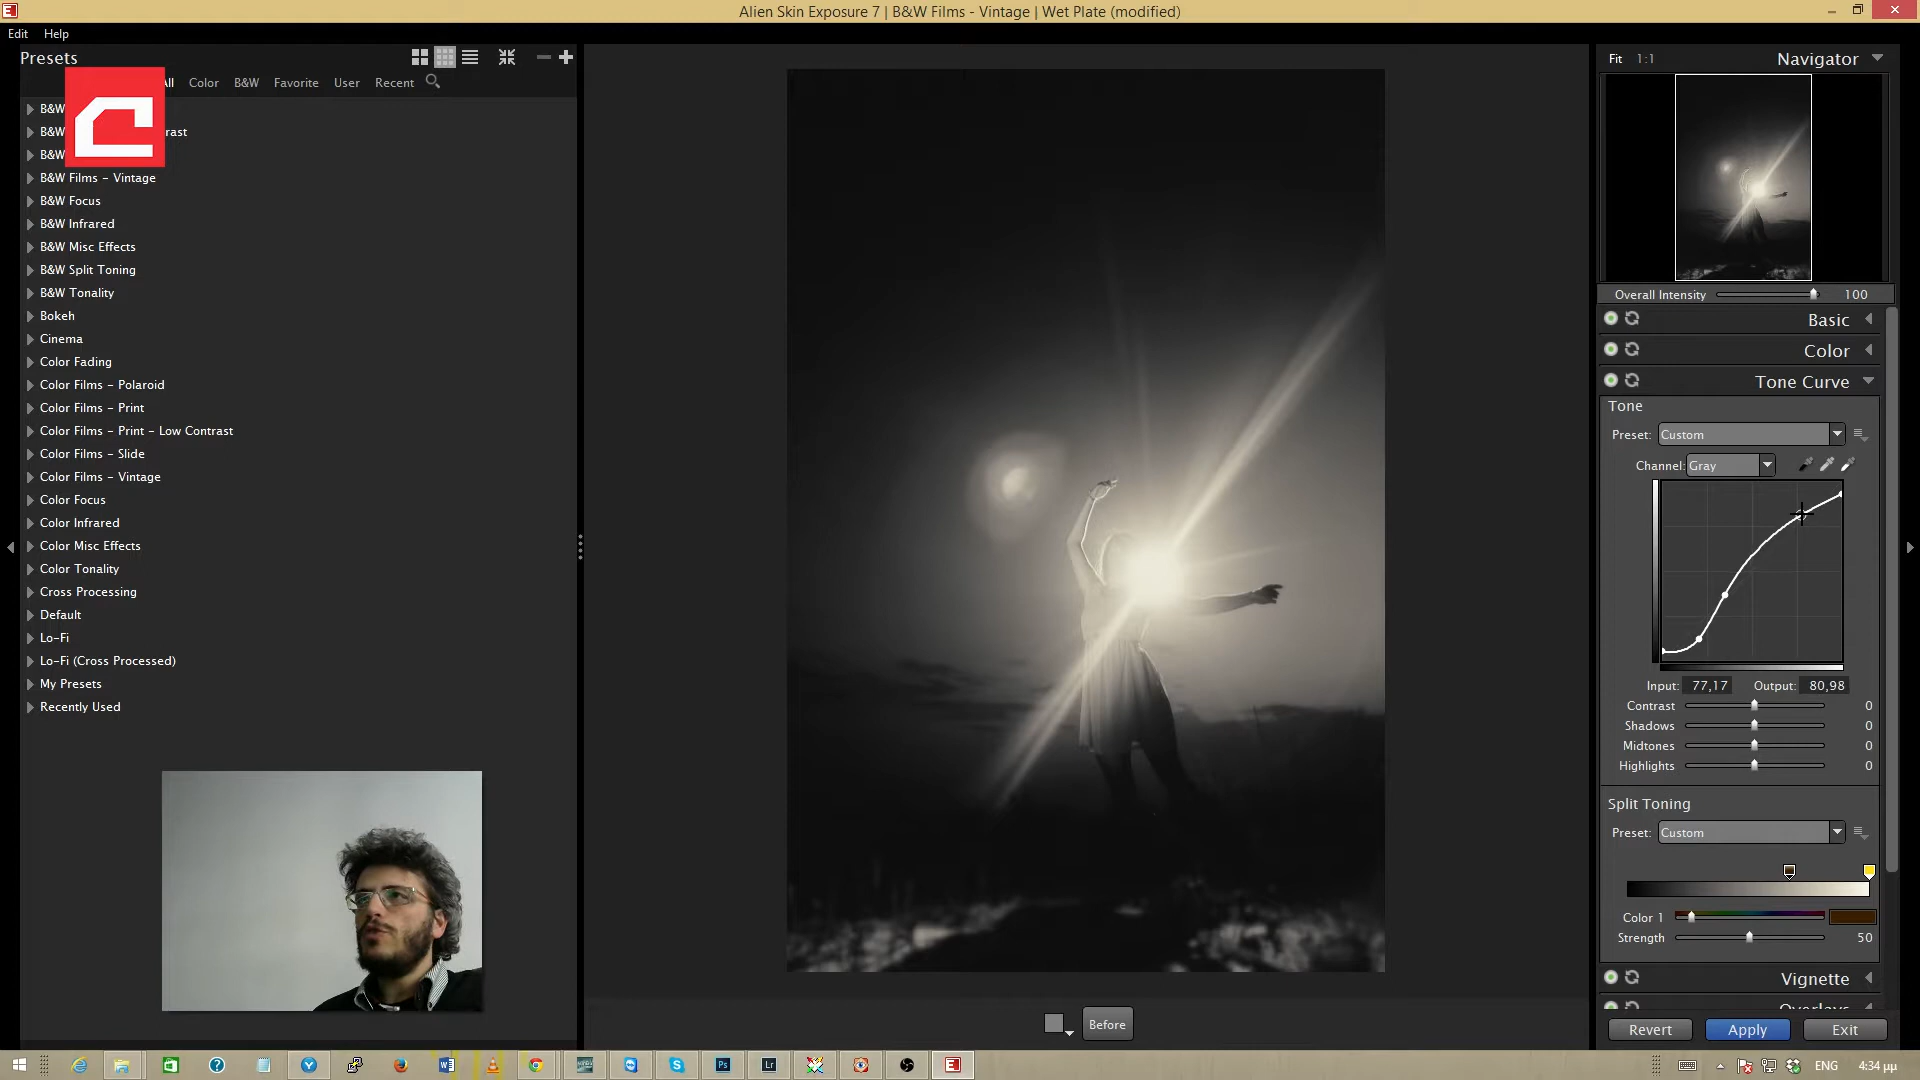 Alien Skin Exposure 7 | B&W Films - Vintage | Wet Plate (modified)
Edit Help
Presets
All Color B&W Favorite User Recent
B&W
B&W
B&W
B&W Films - Vintage
B&W Focus
B&W Infrared
B&W Misc Effects
B&W Split Toning
B&W Tonality
Bokeh
Cinema
Color Fading
Color Films - Polaroid
Color Films - Print
Color Films - Print - Low Contrast
Color Films - Slide
Color Films - Vintage
Color Focus
Color Infrared
Color Misc Effects
Color Tonality
Cross Processing
Default
Lo-Fi
Lo-Fi (Cross Processed)
My Presets
Recently Used
Before
Fit 1:1 Navigator
Overall Intensity 100
Basic
Color
Tone Curve
Tone
Preset: Custom
Channel: Gray
Input: 77,17 Output: 80,98
Contrast 0
Shadows 0
Midtones 0
Highlights 0
Split Toning
Preset: Custom
Color 1
Strength 50
Vignette
Overlays
Revert Apply Exit
ENG 4:34 μμ